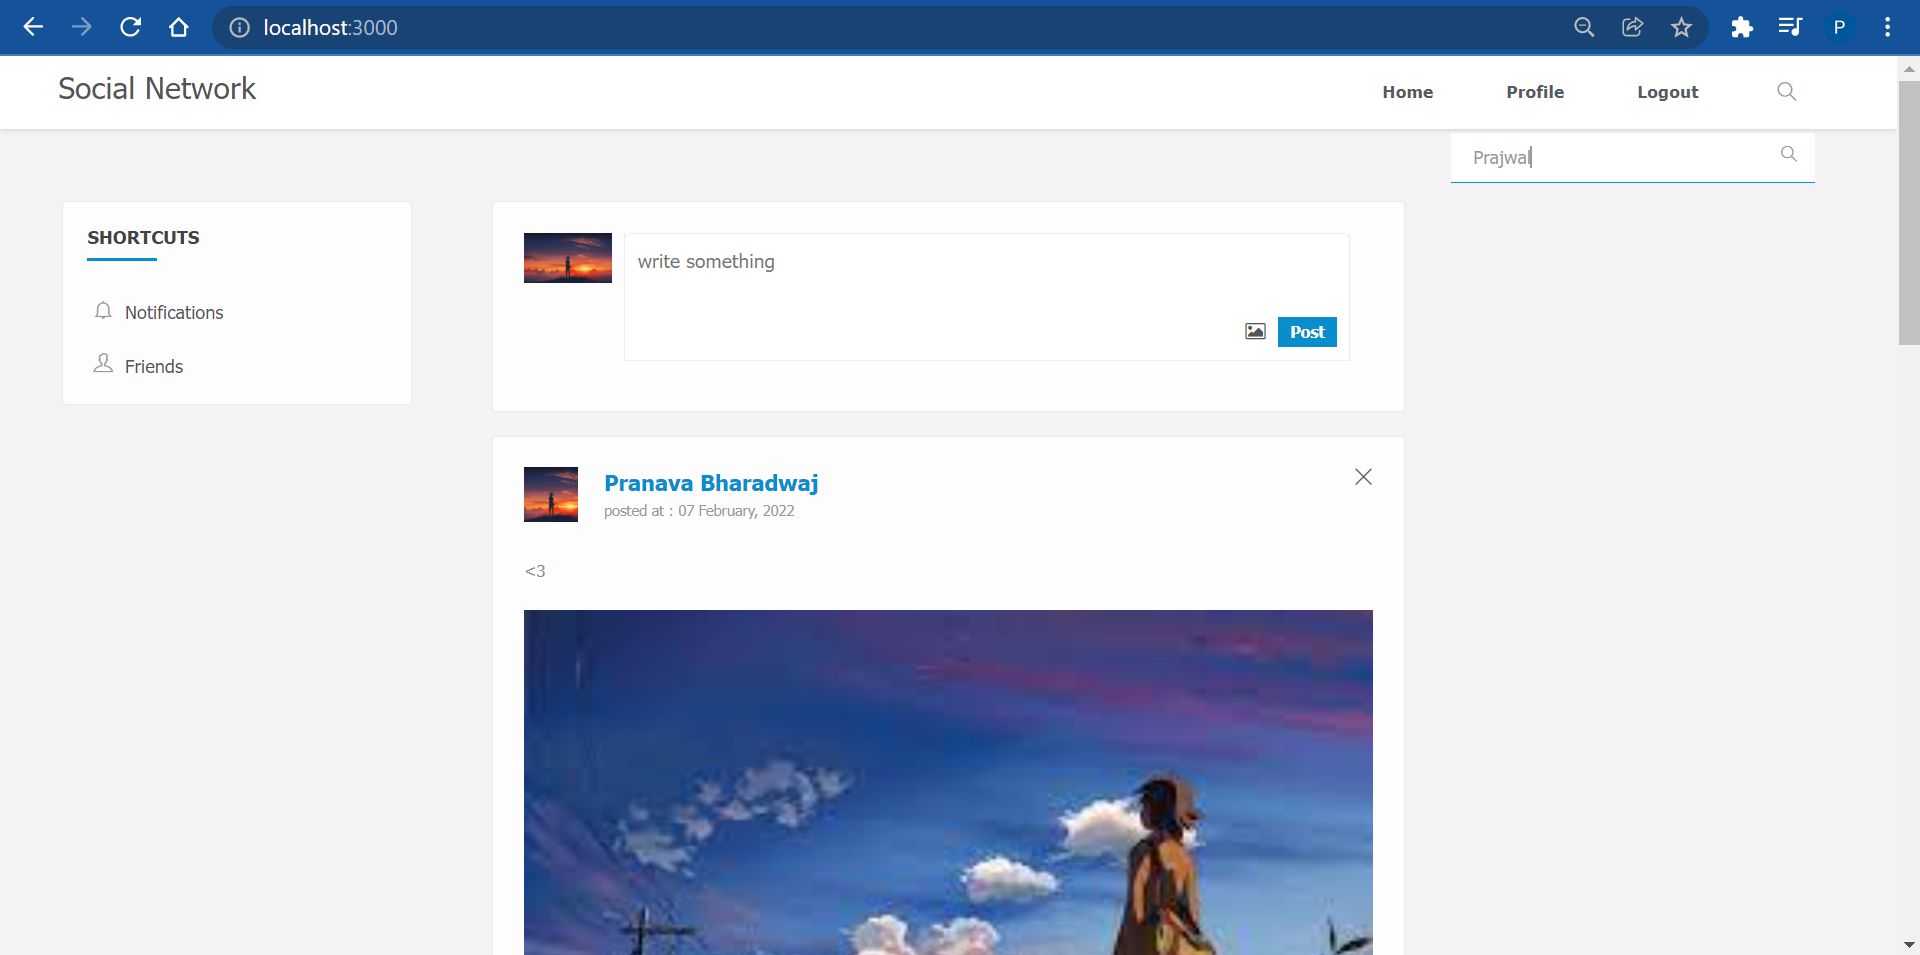 localhost:3000
P
Social Network
Home Profile Logout
Prajwal
SHORTCUTS
Notifications
Friends
write something
Post
Pranava Bharadwaj
posted at : 07 February, 2022
<3